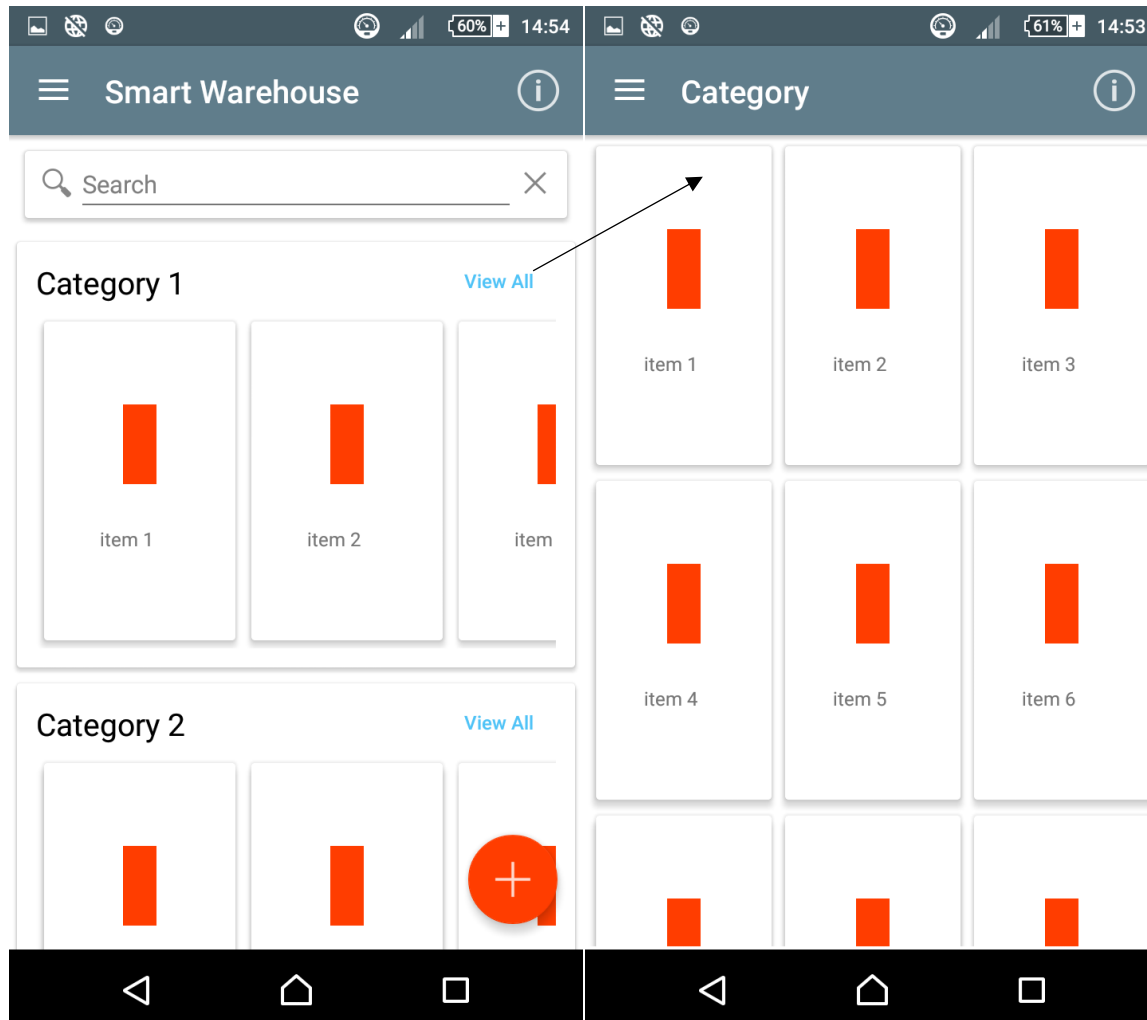 60% 14:54
Smart Warehouse
Search
Category 1 View All
item 1 item 2 item
Category 2 View All
61% 14:53
Category
item 1 item 2 item 3
item 4 item 5 item 6